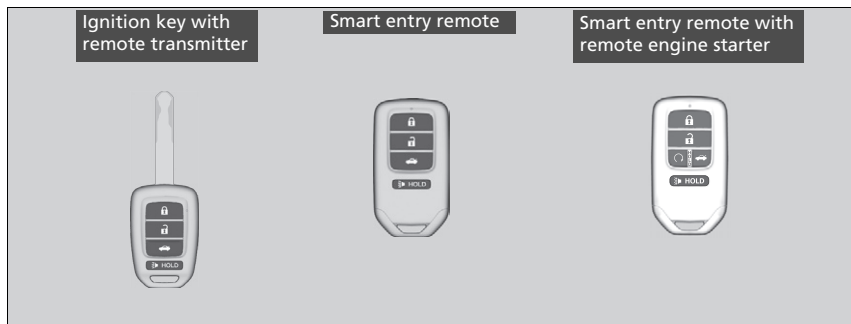 Ignition key with
remote transmitter
Smart entry remote
Smart entry remote with
remote engine starter
HOLD
HOLD
HOLD